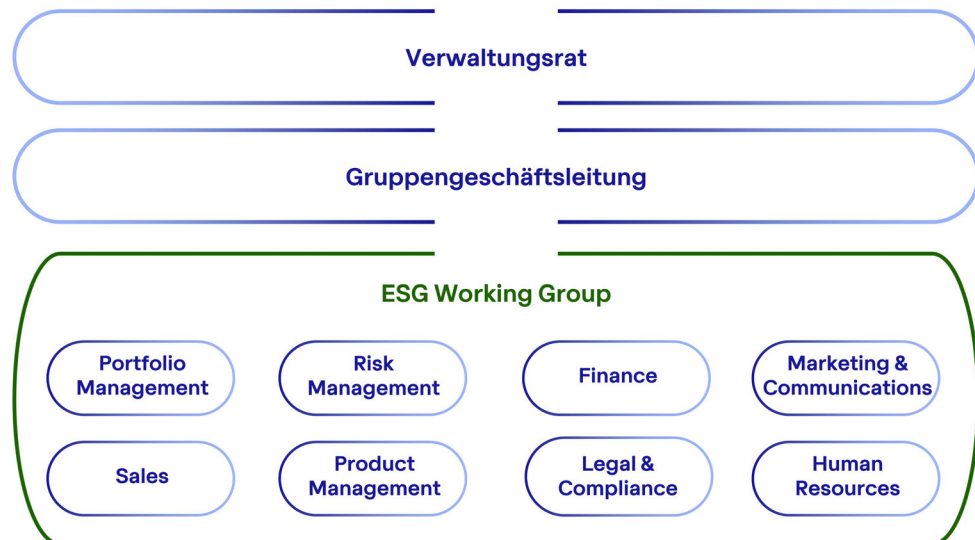 Verwaltungsrat
Gruppengeschäftsleitung
ESG Working Group
Portfolio
Management
Risk
Management
Finance
Marketing &
Communications
Sales
Product
Management
Legal &
Compliance
Human
Resources